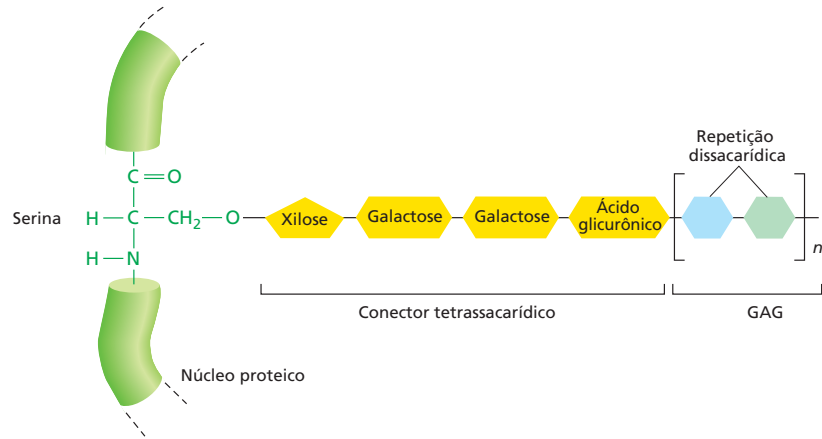 Repetição
dissacarídica
C=O
Serina
H—C—CH2—O
Xilose
Galactose
Galactose
Ácido
glicurônico
n
H—N
Conector tetrassacarídico
GAG
Núcleo proteico